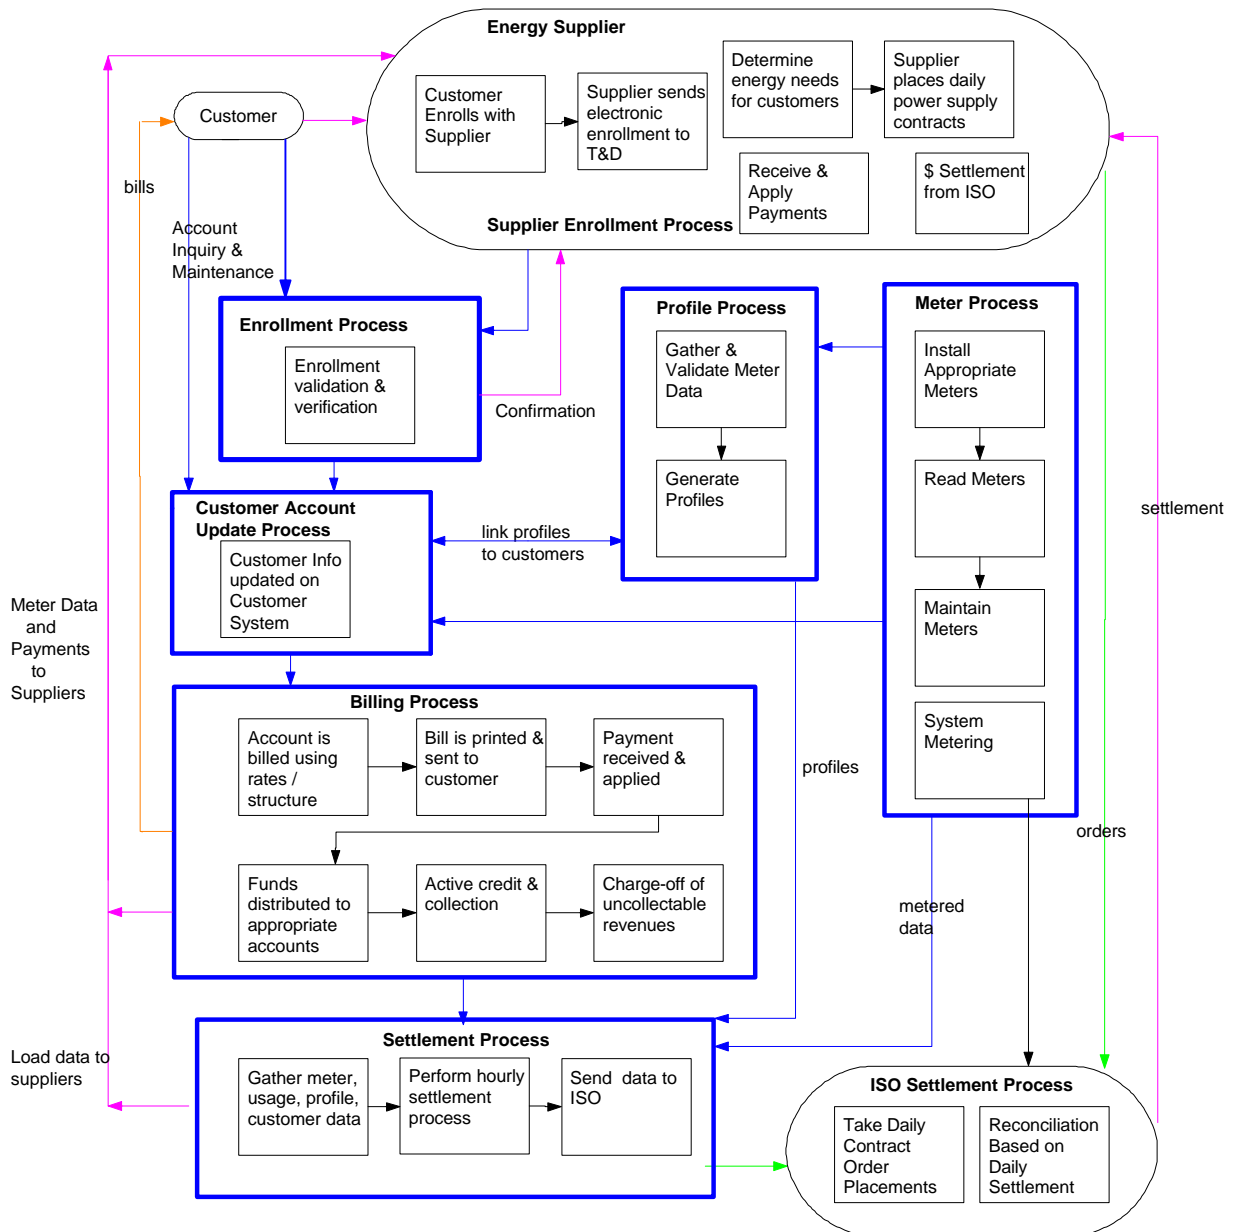 Energy Supplier
Customer
Customer
Enrolls with
Supplier
Supplier sends
electronic
enrollment to
T&D
Determine
energy needs
for customers
Supplier
places daily
power supply
contracts
Receive &
Apply
Payments
$ Settlement
from ISO
Supplier Enrollment Process
bills
Account
Inquiry &
Maintenance
Enrollment Process
Enrollment
validation &
verification
Confirmation
Profile Process
Gather &
Validate Meter
Data
Generate
Profiles
Meter Process
Install
Appropriate
Meters
Read Meters
Maintain
Meters
System
Metering
settlement
Customer Account
Update Process
Customer Info
updated on
Customer
System
link profiles
to customers
Meter Data
and
Payments
to
Suppliers
Billing Process
Account is
billed using
rates /
structure
Bill is printed &
sent to
customer
Payment
received &
applied
Funds
distributed to
appropriate
accounts
Active credit &
collection
Charge-off of
uncollectable
revenues
profiles
orders
metered
data
Load data to
suppliers
Settlement Process
Gather meter,
usage, profile,
customer data
Perform hourly
settlement
process
Send data to
ISO
ISO Settlement Process
Take Daily
Contract
Order
Placements
Reconciliation
Based on
Daily
Settlement